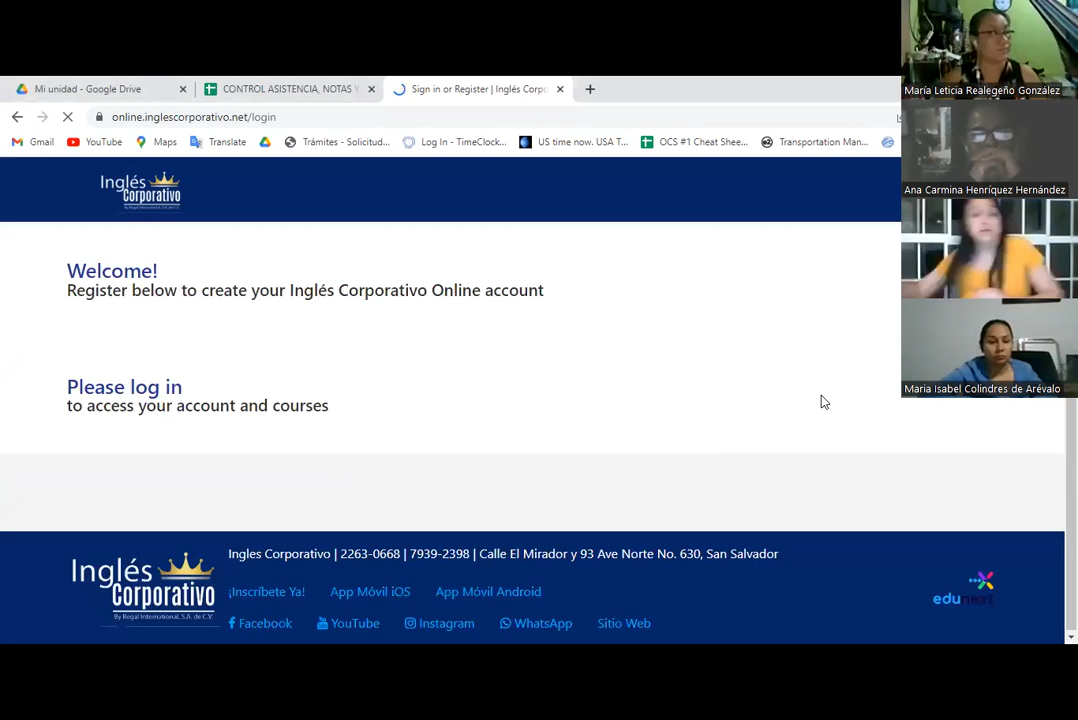 Mi unidad - Google Drive
CONTROL ASISTENCIA, NOTAS Y
Sign in or Register | Inglés Corpo
online.inglescorporativo.net/login
Gmail
YouTube
Maps
Translate
Trámites - Solicitud...
Log In - TimeClock...
US time now. USA T...
OCS #1 Cheat Shee...
Transportation Man...
Inglés
Corporativo
Welcome!
Register below to create your Inglés Corporativo Online account
Please log in
to access your account and courses
Inglés
Corporativo
By Regal International, S.A. de C.V.
Ingles Corporativo | 2263-0668 | 7939-2398 | Calle El Mirador y 93 Ave Norte No. 630, San Salvador
¡Inscríbete Ya!
App Móvil iOS
App Móvil Android
Facebook
YouTube
Instagram
WhatsApp
Sitio Web
edunext
María Leticia Realegeño González
Ana Carmina Henríquez Hernández
Maria Isabel Colindres de Arévalo